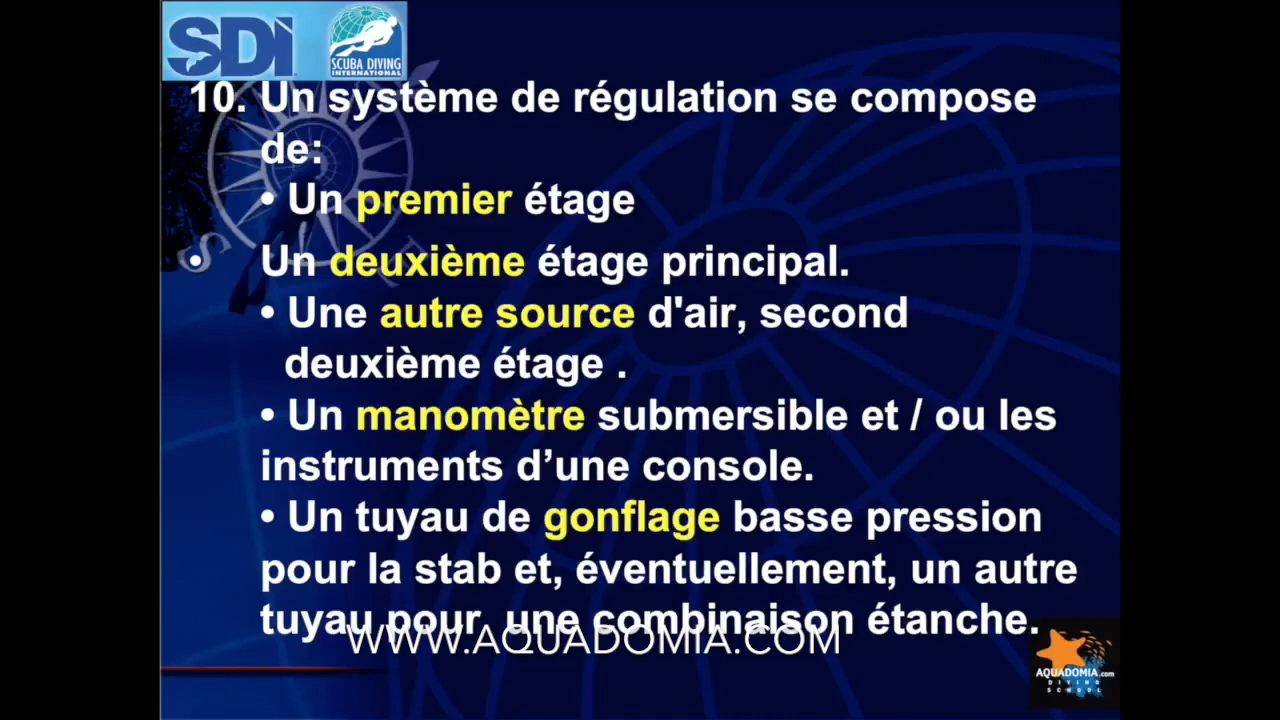 SDI
SCUBA DIVING
INTERNATIONAL
10. Un système de régulation se compose
de:
• Un premier étage
• Un deuxième étage principal.
• Une autre source d'air, second
deuxième étage .
• Un manomètre submersible et / ou les
instruments d’une console.
• Un tuyau de gonflage basse pression
pour la stab et, éventuellement, un autre
tuyau pour une combinaison étanche.
WWW.AQUADOMIA.COM
AQUADOMIA.com
DIVING
SCHOOL
S